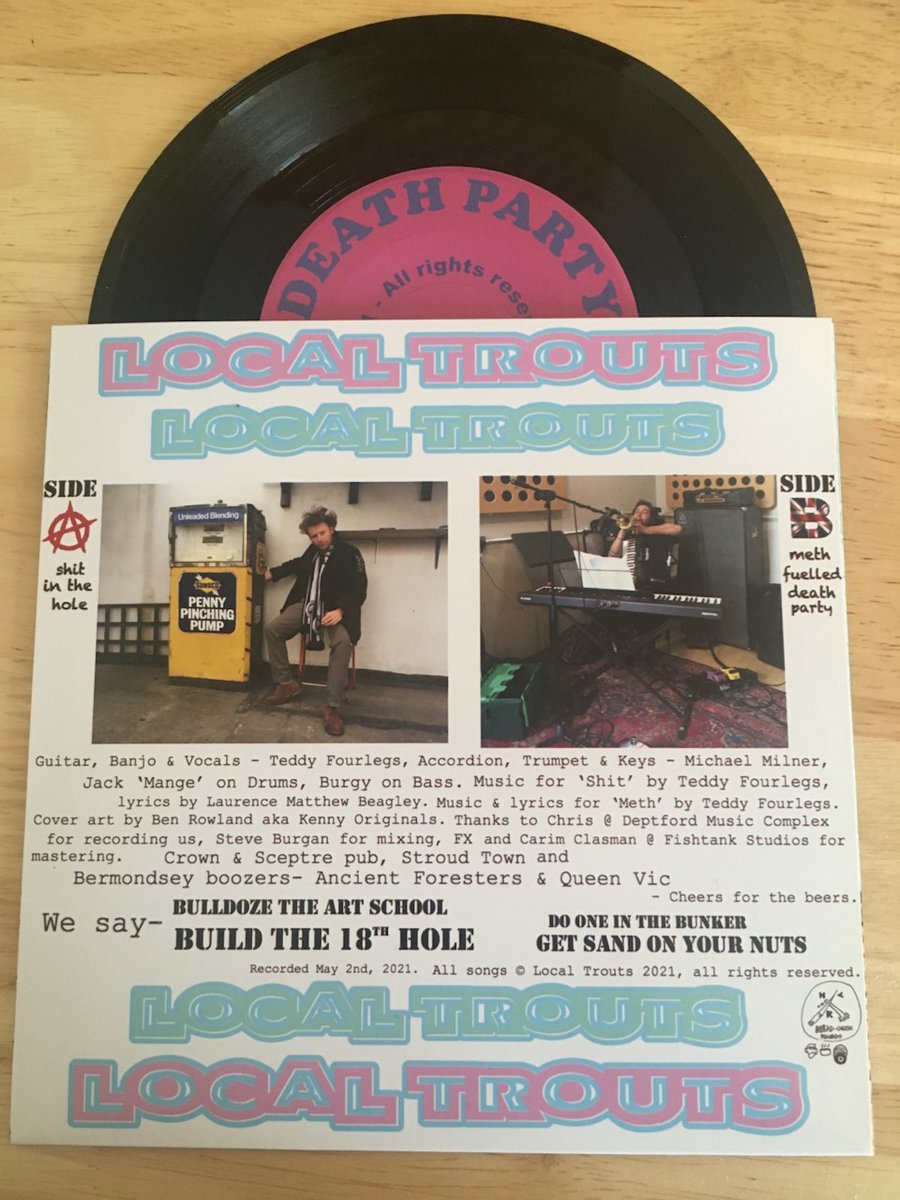 DEATH PARTY
- All rights rese
LOCAL TROUTS
LOCAL TROUTS
SIDE
A
shit
in the
hole
Unleaded Blending
SUNOCO
PENNY
PINCHING
PUMP
SIDE
B
meth
fuelled
death
party
Guitar, Banjo & Vocals - Teddy Fourlegs, Accordion, Trumpet & Keys - Michael Milner,
Jack ‘Mange’ on Drums, Burgy on Bass. Music for ‘Shit’ by Teddy Fourlegs,
lyrics by Laurence Matthew Beagley. Music & lyrics for ‘Meth’ by Teddy Fourlegs.
Cover art by Ben Rowland aka Kenny Originals. Thanks to Chris @ Deptford Music Complex
for recording us, Steve Burgan for mixing, FX and Carim Clasman @ Fishtank Studios for
mastering. Crown & Sceptre pub, Stroud Town and
Bermondsey boozers- Ancient Foresters & Queen Vic
- Cheers for the beers.
We say-
BULLDOZE THE ART SCHOOL
BUILD THE 18TH HOLE
DO ONE IN THE BUNKER
GET SAND ON YOUR NUTS
Recorded May 2nd, 2021. All songs © Local Trouts 2021, all rights reserved.
LOCAL TROUTS
H L
R
LOCAL TROUTS